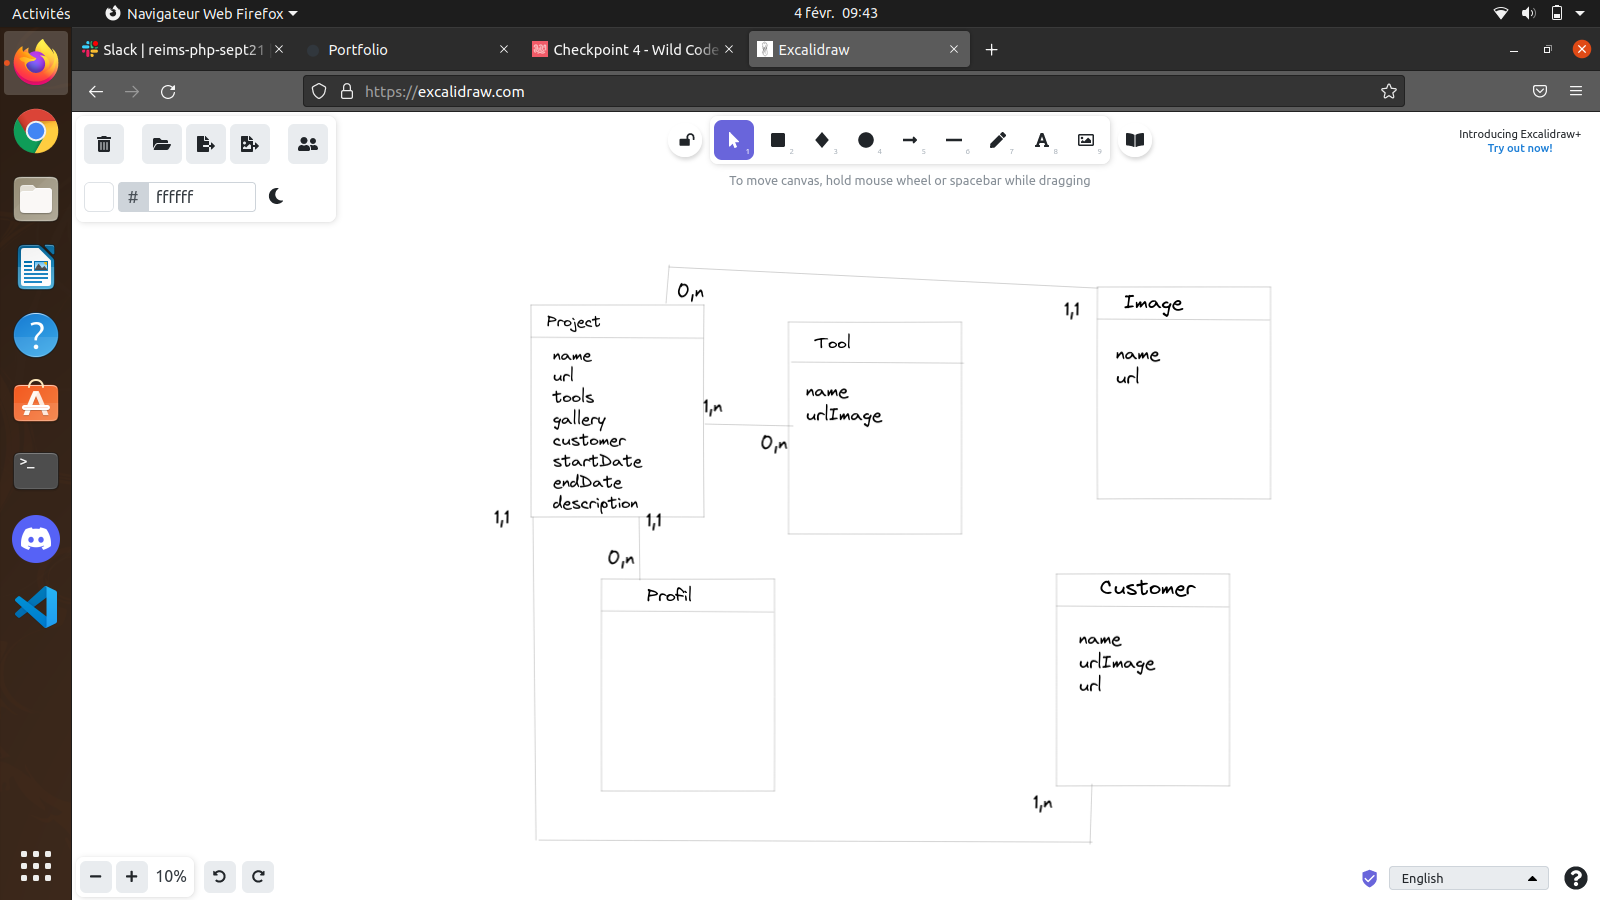 Activités
Navigateur Web Firefox
4 févr. 09:43
Slack | reims-php-sept21
Portfolio
Checkpoint 4 - Wild Code
Excalidraw
https://excalidraw.com
1
2
3
4
5
6
7
8
9
Introducing Excalidraw+
Try out now!
# ffffff
To move canvas, hold mouse wheel or spacebar while dragging
0,n
1,1
Project
name
url
tools
gallery
customer
startDate
endDate
description
1,n
0,n
Tool
name
urlImage
Image
name
url
1,1
1,1
0,n
Profil
Customer
name
urlImage
url
1,n
10%
English